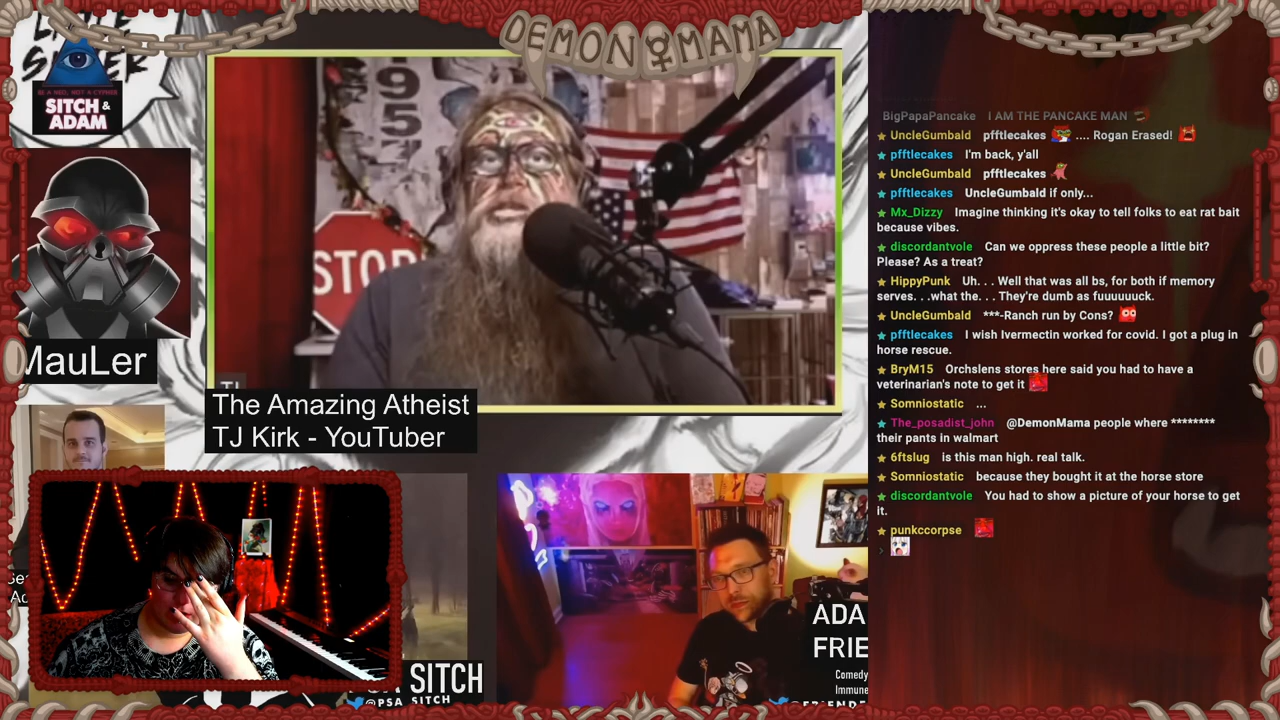 DEMON MAMA
BE A NEO, NOT A CYPHER
SITCH &
ADAM
MauLer
1957
STOP
TJ
The Amazing Atheist
TJ Kirk - YouTuber
SITCH
@PSA_SITCH
ADA
FRIE
Comedy
Immune
BigPapaPancake I AM THE PANCAKE MAN
UncleGumbald pfftlecakes .... Rogan Erased!
pfftlecakes I'm back, y'all
UncleGumbald pfftlecakes
pfftlecakes UncleGumbald if only...
Mx_Dizzy Imagine thinking it's okay to tell folks to eat rat bait
because vibes.
discordantvole Can we oppress these people a little bit?
Please? As a treat?
HippyPunk Uh. . . Well that was all bs, for both if memory
serves. . .what the. . . They're dumb as fuuuuuuck.
UncleGumbald ***-Ranch run by Cons?
pfftlecakes I wish Ivermectin worked for covid. I got a plug in
horse rescue.
BryM15 Orchslens stores here said you had to have a
veterinarian's note to get it
Somniostatic ...
The_posadist_john @DemonMama people where ********
their pants in walmart
6ftslug is this man high. real talk.
Somniostatic because they bought it at the horse store
discordantvole You had to show a picture of your horse to get
it.
punkccorpse